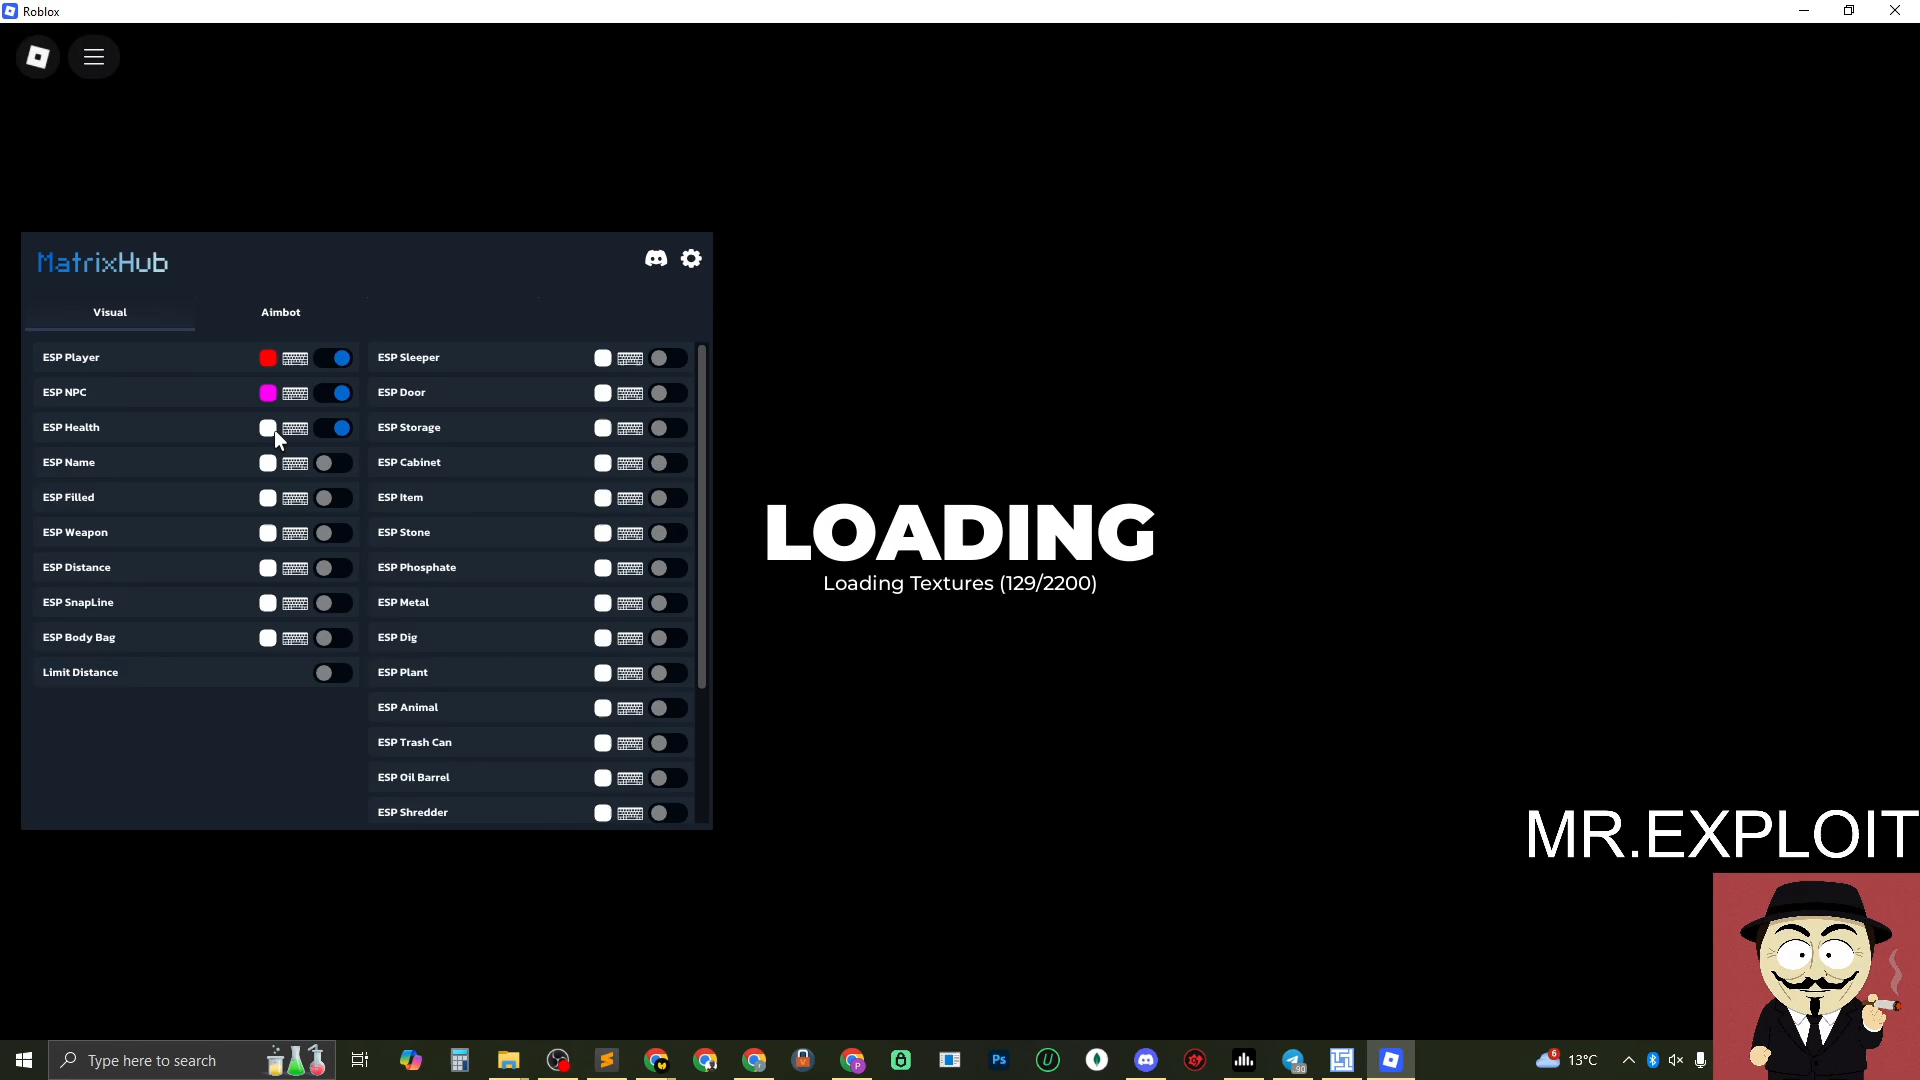 Roblox
MatrixHub
Visual
Aimbot
ESP Player
ESP NPC
ESP Health
ESP Name
ESP Filled
ESP Weapon
ESP Distance
ESP SnapLine
ESP Body Bag
Limit Distance
ESP Sleeper
ESP Door
ESP Storage
ESP Cabinet
ESP Item
ESP Stone
ESP Phosphate
ESP Metal
ESP Dig
ESP Plant
ESP Animal
ESP Trash Can
ESP Oil Barrel
ESP Shredder
LOADING
Loading Textures (129/2200)
MR.EXPLOIT
Type here to search
Ps
90
6
13°C